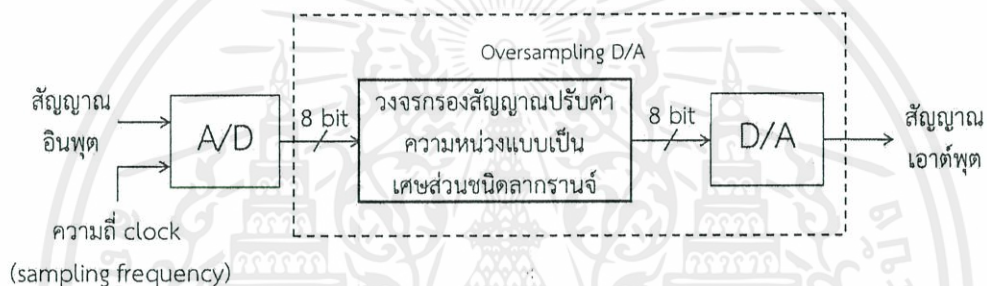 Oversampling D/A
สัญญาณ
อินพุต
A/D
8 bit
วงจรกรองสัญญาณปรับค่า
ความหน่วงแบบเป็น
เศษส่วนชนิดลากรานจ์
8 bit
D/A
สัญญาณ
เอาต์พุต
ความถี่ clock
(sampling frequency)